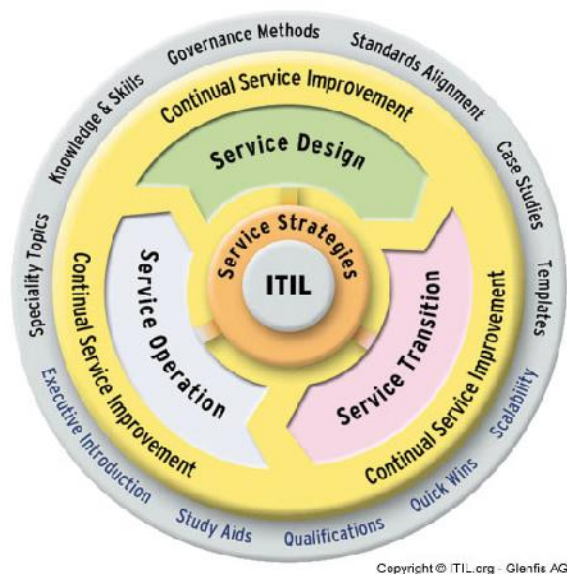 Governance Methods
Standards Alignment
Knowledge & Skills
Case Studies
Speciality Topics
Templates
Executive Introduction
Scalability
Study Aids
Qualifications
Quick Wins
Continual Service Improvement
Continual Service Improvement
Continual Service Improvement
Service Design
Service Transition
Service Operation
Service Strategies
ITIL
Copyright © ITIL.org - Glenfis AG